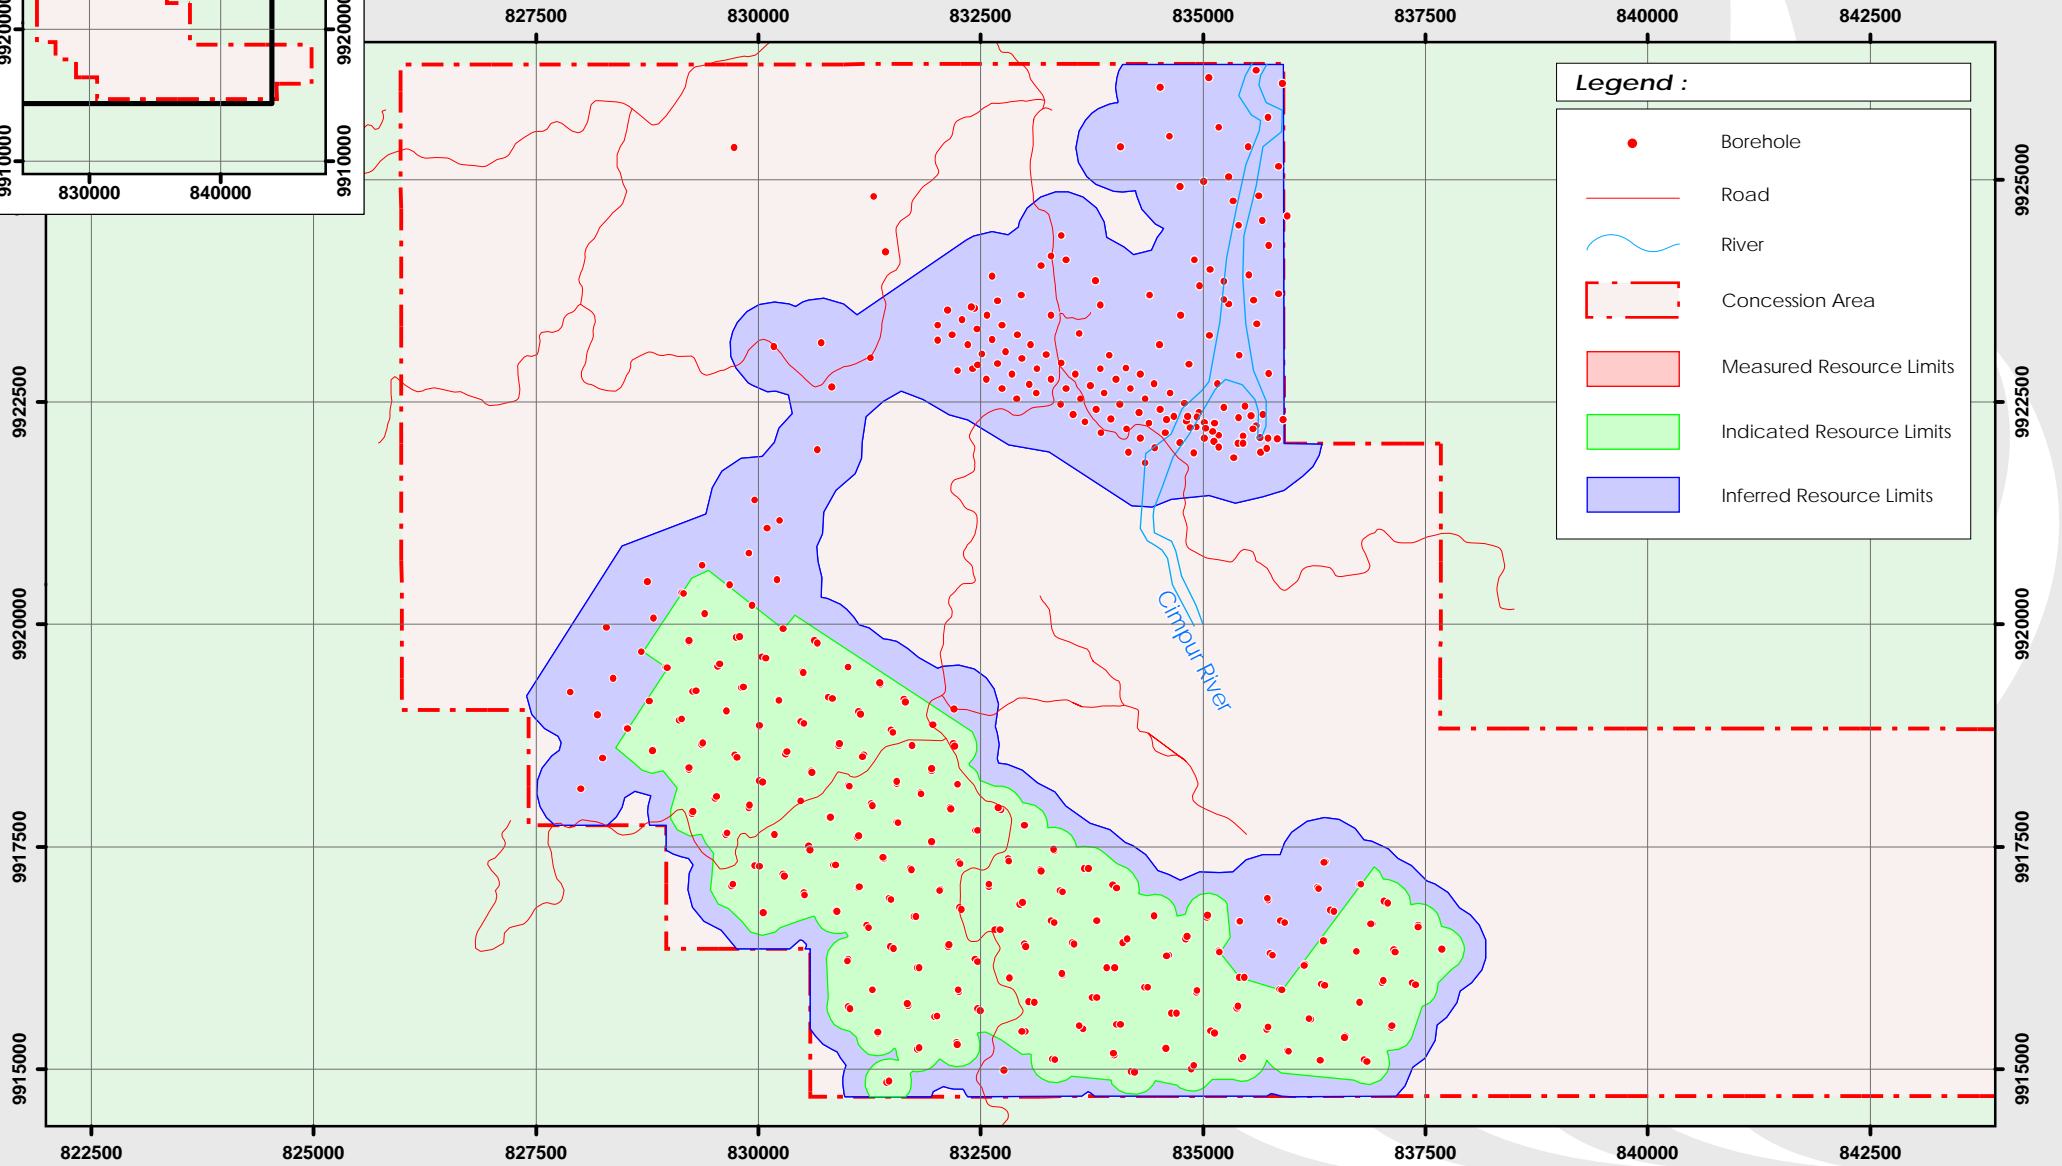 827500 830000 832500 835000 837500 840000 842500
9920000
9920000
9910000
9910000
830000 840000
Legend :
Borehole
Road
River
Concession Area
Measured Resource Limits
Indicated Resource Limits
Inferred Resource Limits
9925000
9922500
9922500
9920000
9920000
9917500
9917500
9915000
9915000
Cimpur River
822500 825000 827500 830000 832500 835000 837500 840000 842500